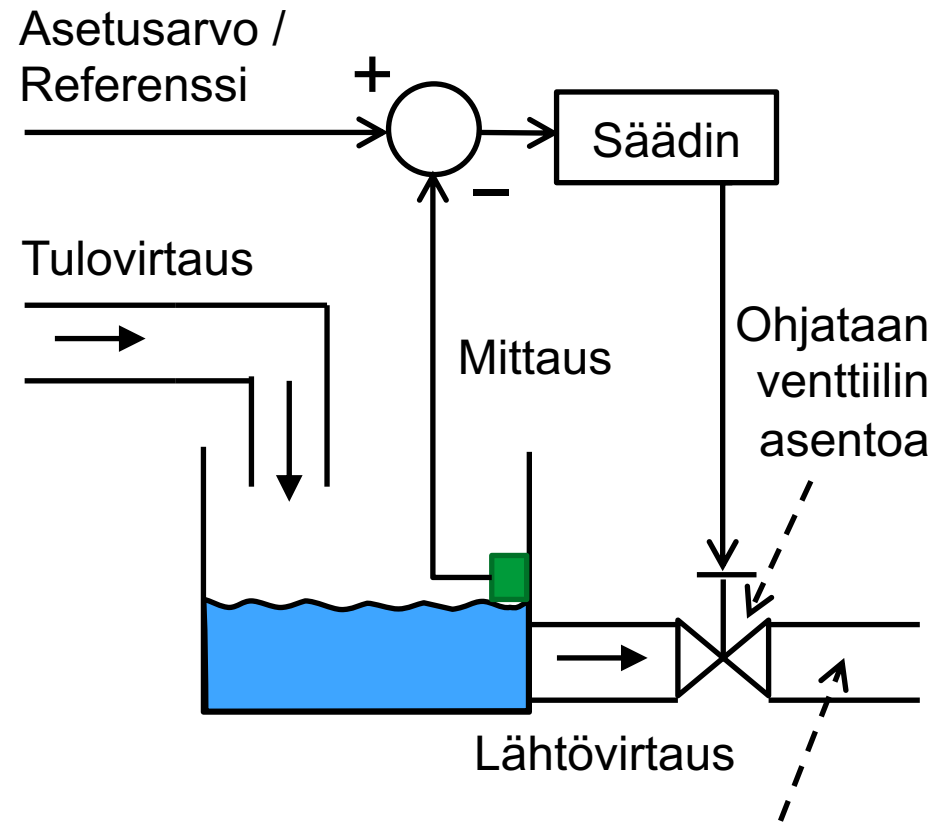 Asetusarvo /
Referenssi
+
−
Säädin
Tulovirtaus
Mittaus
Ohjataan
venttiilin
asentoa
Lähtövirtaus